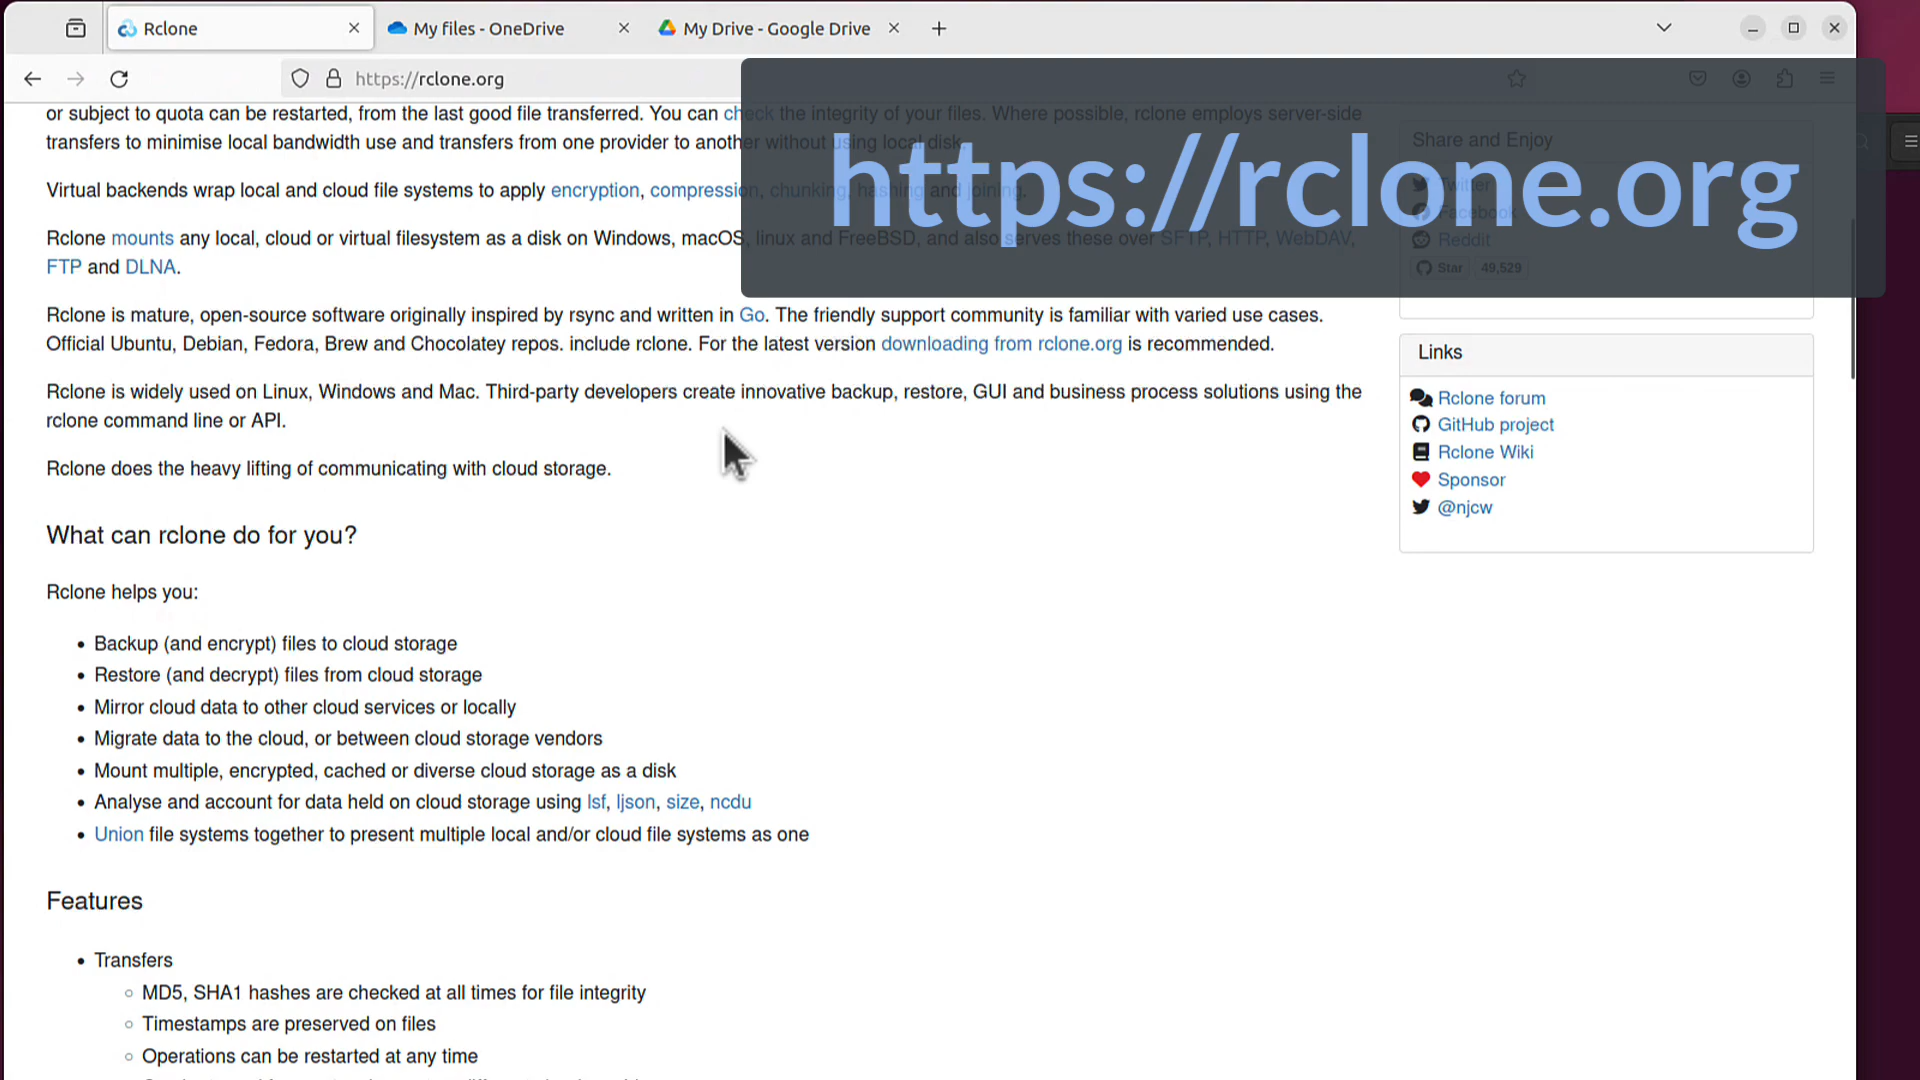 Rclone
My files - OneDrive
My Drive - Google Drive
https://rclone.org
https://rclone.org
or subject to quota can be restarted, from the last good file transferred. You can check the integrity of your files. Where possible, rclone employs server-side
transfers to minimise local bandwidth use and transfers from one provider to another without using local disk.
Virtual backends wrap local and cloud file systems to apply encryption, compression, chunking, hashing and joining.
Rclone mounts any local, cloud or virtual filesystem as a disk on Windows, macOS, linux and FreeBSD, and also serves these over SFTP, HTTP, WebDAV,
FTP and DLNA.
Rclone is mature, open-source software originally inspired by rsync and written in Go. The friendly support community is familiar with varied use cases.
Official Ubuntu, Debian, Fedora, Brew and Chocolatey repos. include rclone. For the latest version downloading from rclone.org is recommended.
Rclone is widely used on Linux, Windows and Mac. Third-party developers create innovative backup, restore, GUI and business process solutions using the
rclone command line or API.
Rclone does the heavy lifting of communicating with cloud storage.
What can rclone do for you?
Rclone helps you:
• Backup (and encrypt) files to cloud storage
• Restore (and decrypt) files from cloud storage
• Mirror cloud data to other cloud services or locally
• Migrate data to the cloud, or between cloud storage vendors
• Mount multiple, encrypted, cached or diverse cloud storage as a disk
• Analyse and account for data held on cloud storage using lsf, ljson, size, ncdu
• Union file systems together to present multiple local and/or cloud file systems as one
Features
• Transfers
○ MD5, SHA1 hashes are checked at all times for file integrity
○ Timestamps are preserved on files
○ Operations can be restarted at any time
Share and Enjoy
Twitter
Facebook
Reddit
Star 49,529
Links
Rclone forum
GitHub project
Rclone Wiki
Sponsor
@njcw